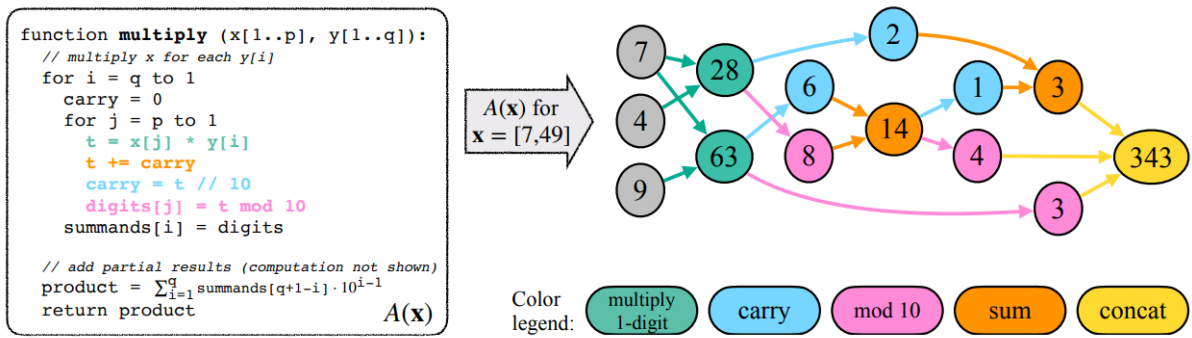 function multiply (x[1..p], y[1..q]):
// multiply x for each y[i]
for i = q to 1
carry = 0
for j = p to 1
t = x[j] * y[i]
t += carry
carry = t // 10
digits[j] = t mod 10
summands[i] = digits
// add partial results (computation not shown)
product = ∑_{i=1}^{q} summands[q+1-i]·10^{i-1}
return product
A(x)
A(x) for
x = [7,49]
7
4
9
28
63
2
6
8
14
1
4
3
3
343
Color
legend:
multiply
1-digit
carry
mod 10
sum
concat